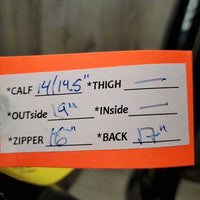 *CALF 14/14.5" *THIGH —
*OUTside 19" *INside —
*ZIPPER 16" *BACK 17"